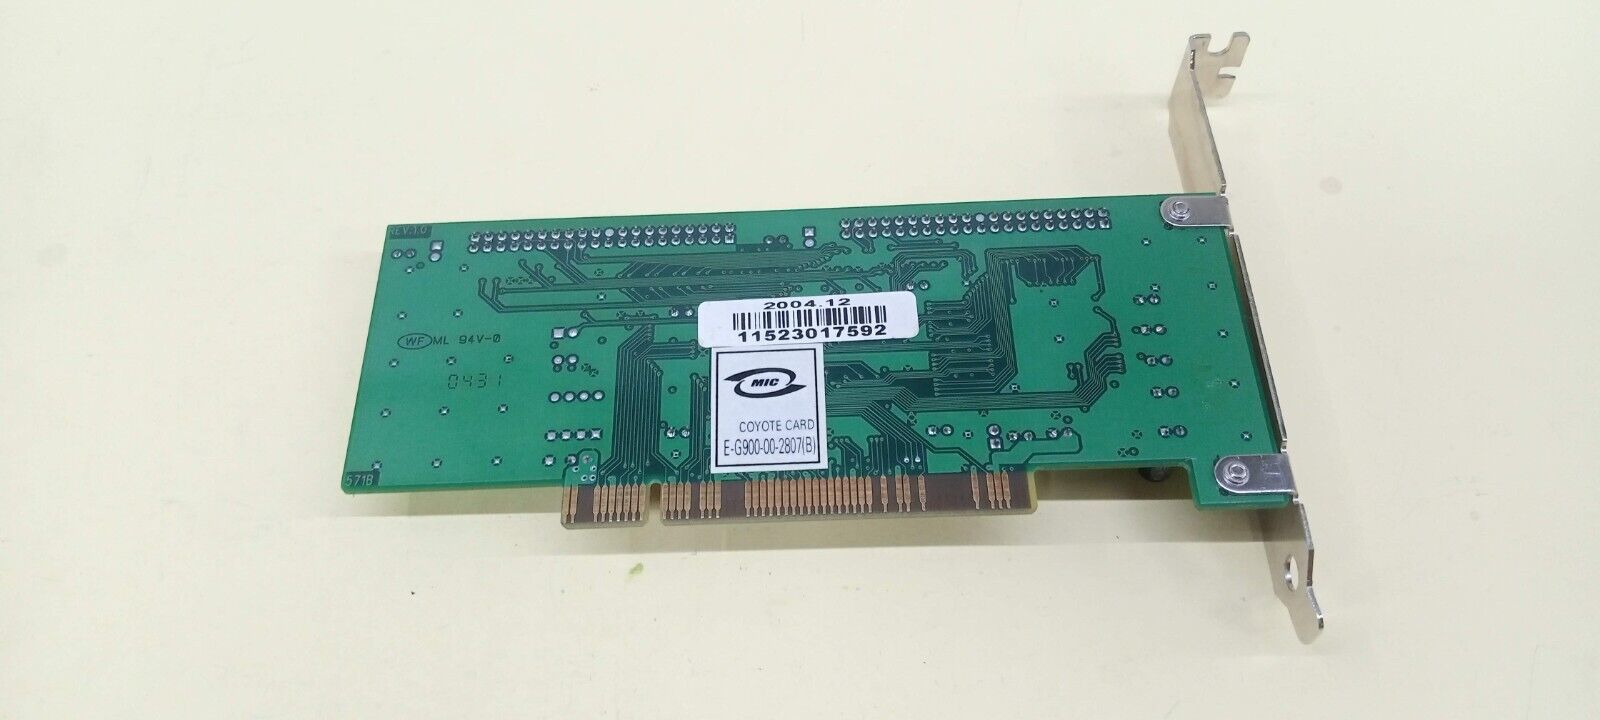 REV:1.0
2004.12
11523017592
WF ML 94V-0
0431
MIC
COYOTE CARD
E-G900-00-2807(B)
571B